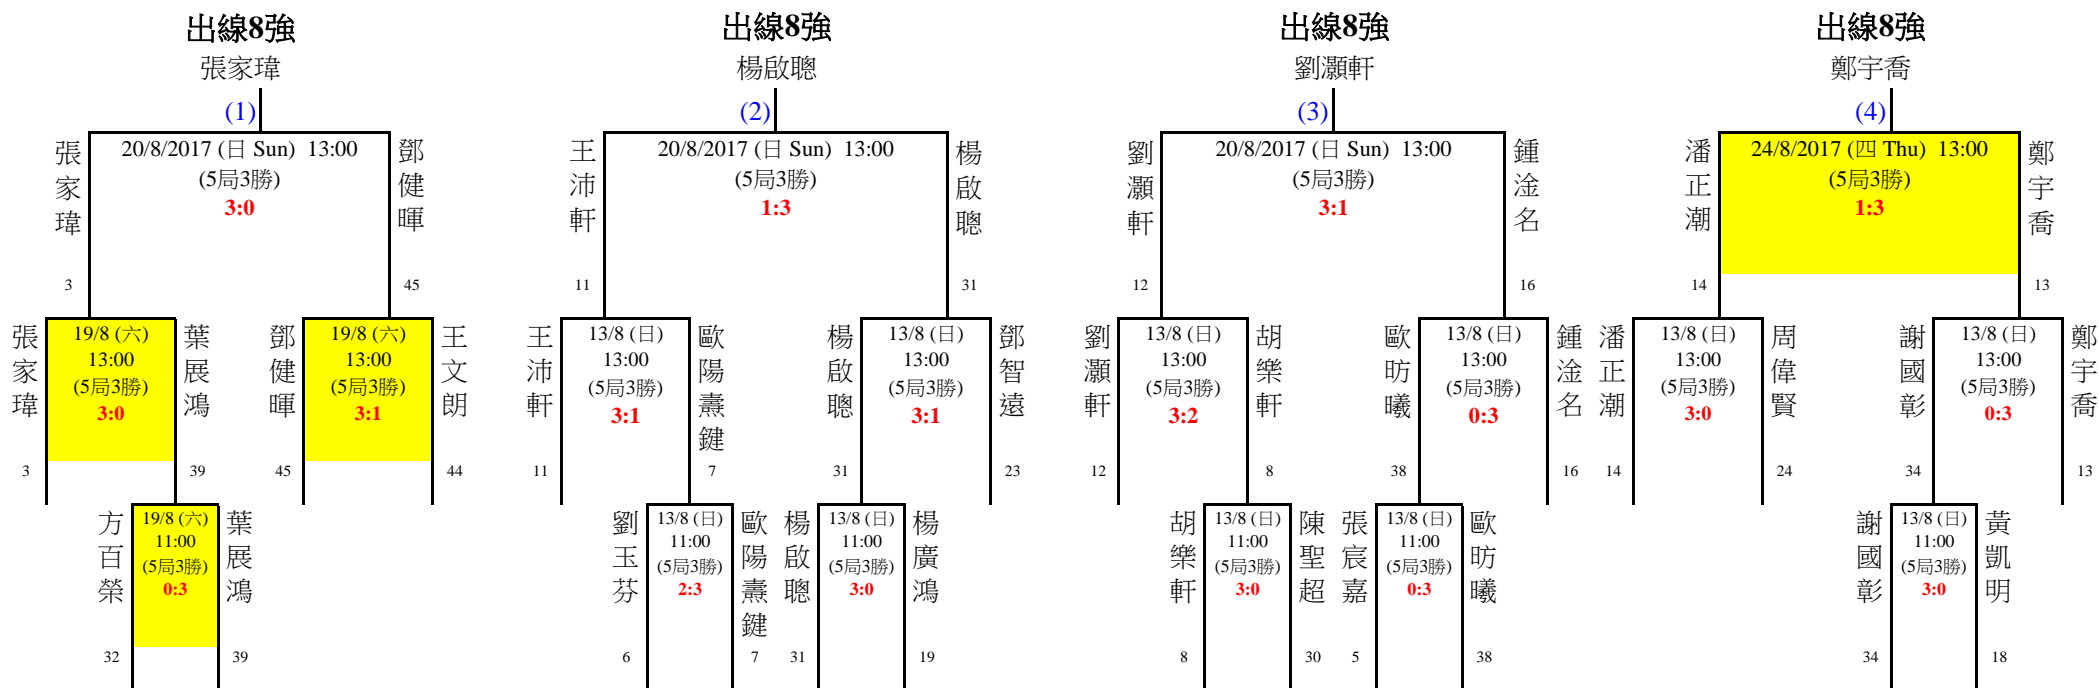 出線8強
張家瑋
(1)
張家瑋
20/8/2017 (日 Sun) 13:00
(5局3勝)
3:0
鄧健暉
3
45
張家瑋
19/8 (六)
13:00
(5局3勝)
3:0
葉展鴻
3
39
鄧健暉
19/8 (六)
13:00
(5局3勝)
3:1
王文朗
45
44
方百榮
19/8 (六)
11:00
(5局3勝)
0:3
葉展鴻
32
39
出線8強
楊啟聰
(2)
王沛軒
20/8/2017 (日 Sun) 13:00
(5局3勝)
1:3
楊啟聰
11
31
王沛軒
13/8 (日)
13:00
(5局3勝)
3:1
歐陽燾鍵
11
7
楊啟聰
13/8 (日)
13:00
(5局3勝)
3:1
鄧智遠
31
23
劉玉芬
13/8 (日)
11:00
(5局3勝)
2:3
歐陽燾鍵
6
7
楊啟聰
13/8 (日)
11:00
(5局3勝)
3:0
楊廣鴻
31
19
出線8強
劉灝軒
(3)
劉灝軒
20/8/2017 (日 Sun) 13:00
(5局3勝)
3:1
鍾淦名
12
16
劉灝軒
13/8 (日)
13:00
(5局3勝)
3:2
胡樂軒
12
8
歐昉曦
13/8 (日)
13:00
(5局3勝)
0:3
鍾淦名
38
16
胡樂軒
13/8 (日)
11:00
(5局3勝)
3:0
陳聖超
8
30
張宸嘉
13/8 (日)
11:00
(5局3勝)
0:3
歐昉曦
5
38
出線8強
鄭宇喬
(4)
潘正潮
24/8/2017 (四 Thu) 13:00
(5局3勝)
1:3
鄭宇喬
14
13
潘正潮
13/8 (日)
13:00
(5局3勝)
3:0
周偉賢
14
24
謝國彰
13/8 (日)
13:00
(5局3勝)
0:3
鄭宇喬
34
13
謝國彰
13/8 (日)
11:00
(5局3勝)
3:0
黃凱明
34
18